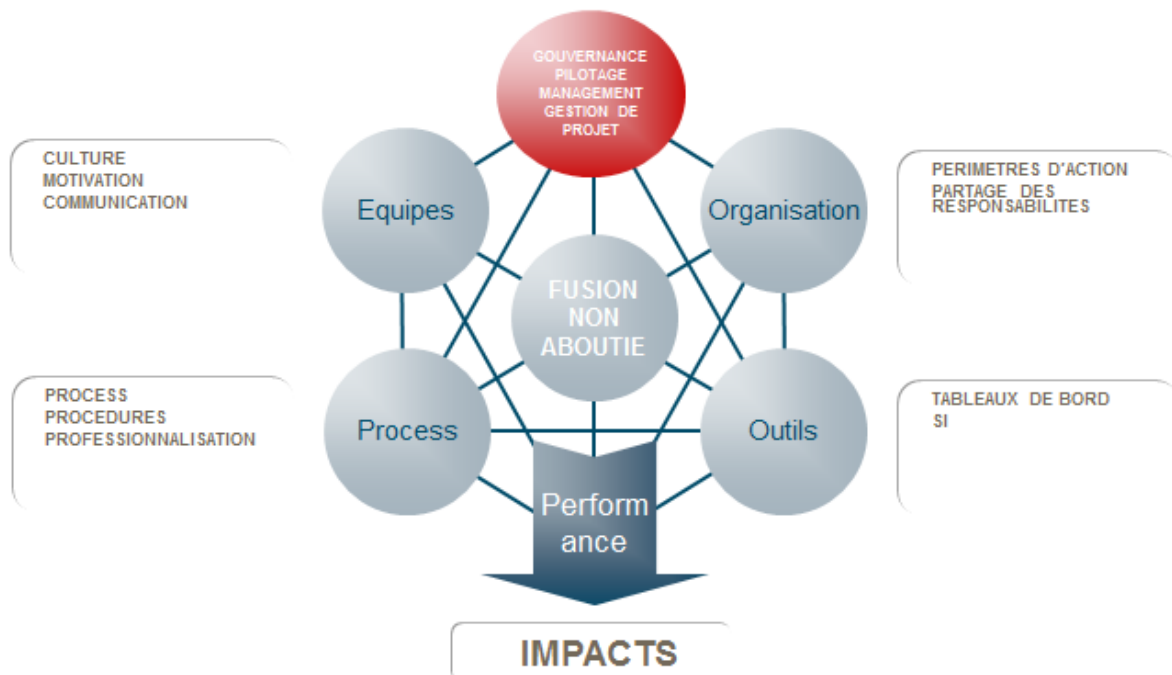 GOUVERNANCE
PILOTAGE
MANAGEMENT
GESTION DE
PROJET
CULTURE
MOTIVATION
COMMUNICATION
Equipes
Organisation
PERIMETRES D'ACTION
PARTAGE DES
RESPONSABILITES
FUSION
NON
ABOUTIE
PROCESS
PROCEDURES
PROFESSIONNALISATION
Process
Outils
TABLEAUX DE BORD
SI
Perform
ance
IMPACTS